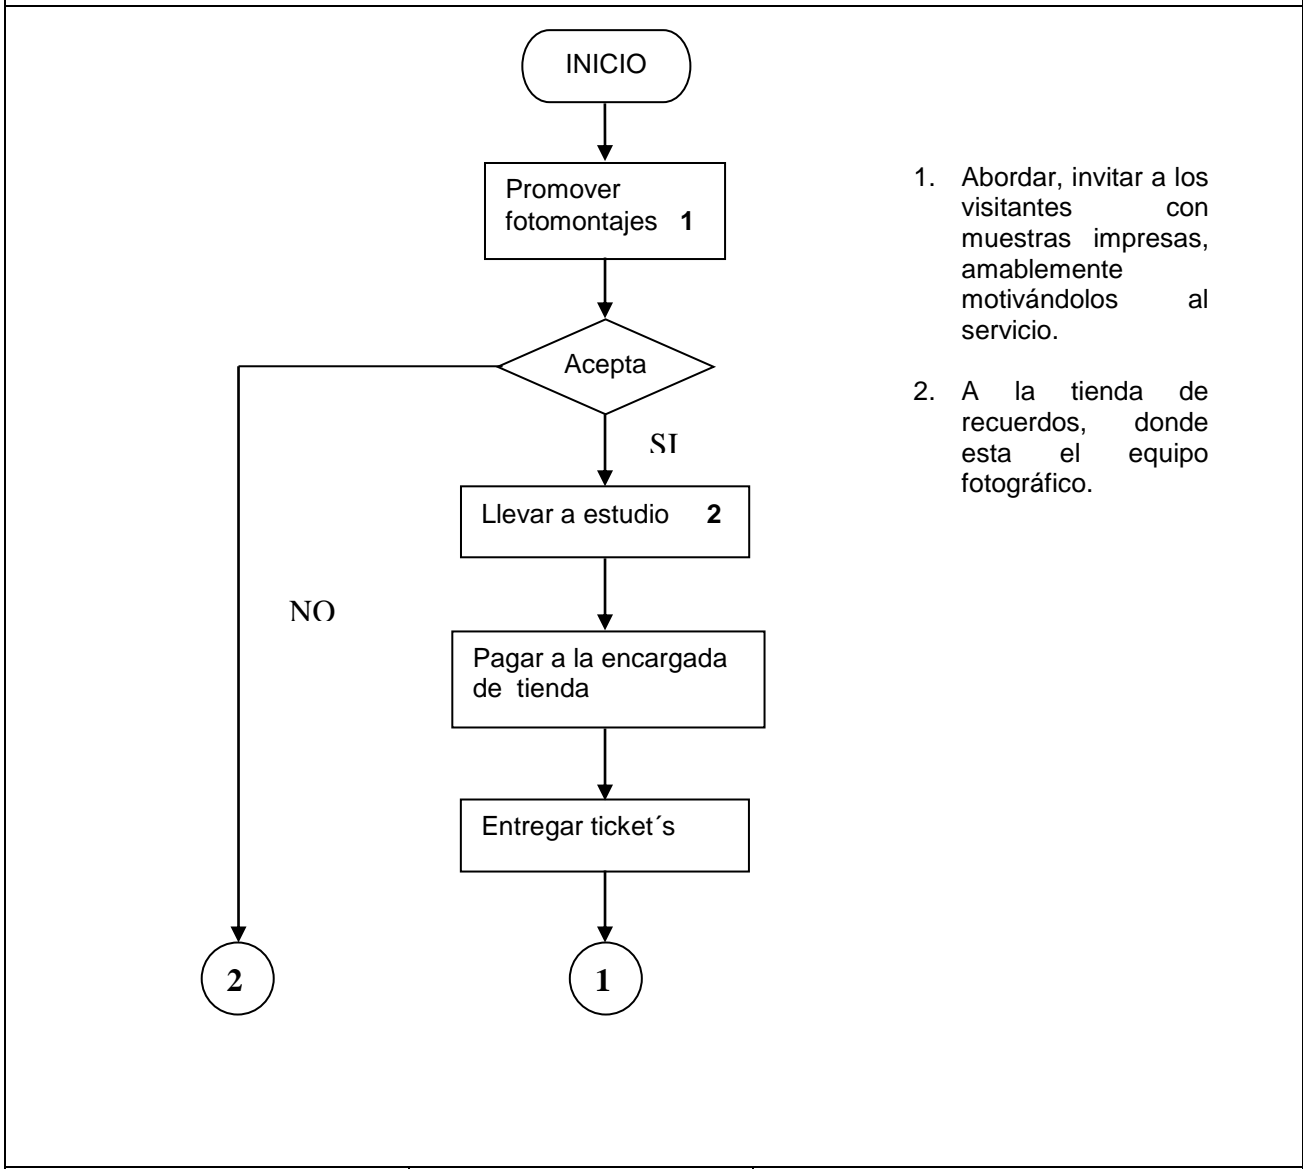 INICIO
Promover
fotomontajes 1
Acepta
SI
Llevar a estudio 2
NO
Pagar a la encargada
de tienda
Entregar ticket´s
2
1
1. Abordar, invitar a los
visitantes con
muestras impresas,
amablemente
motivándolos al
servicio.
2. A la tienda de
recuerdos, donde
esta el equipo
fotográfico.